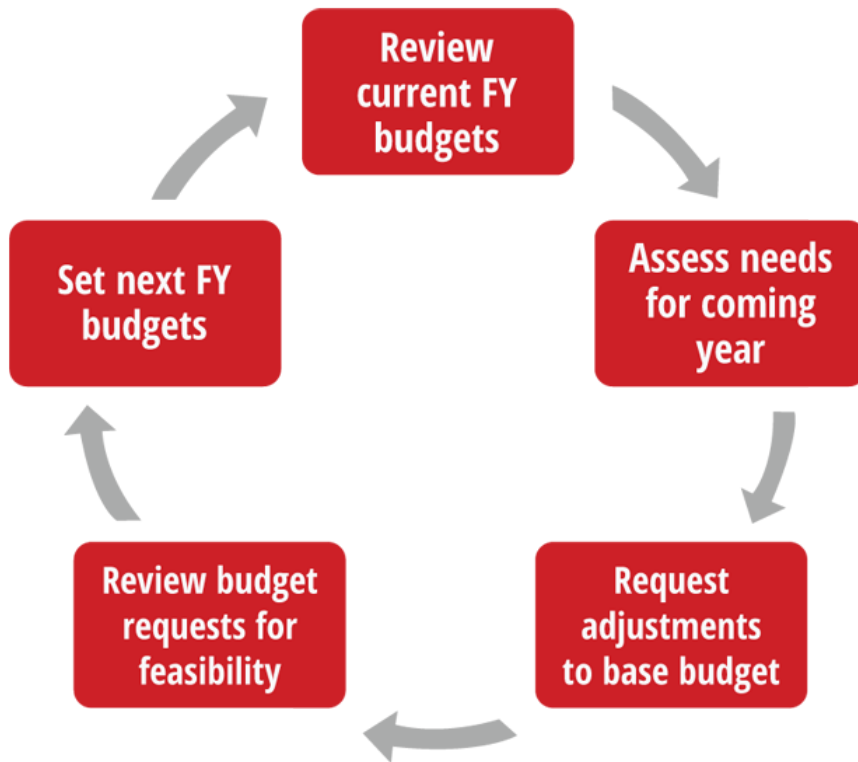 Review
current FY
budgets
Assess needs
for coming
year
Request
adjustments
to base budget
Review budget
requests for
feasibility
Set next FY
budgets